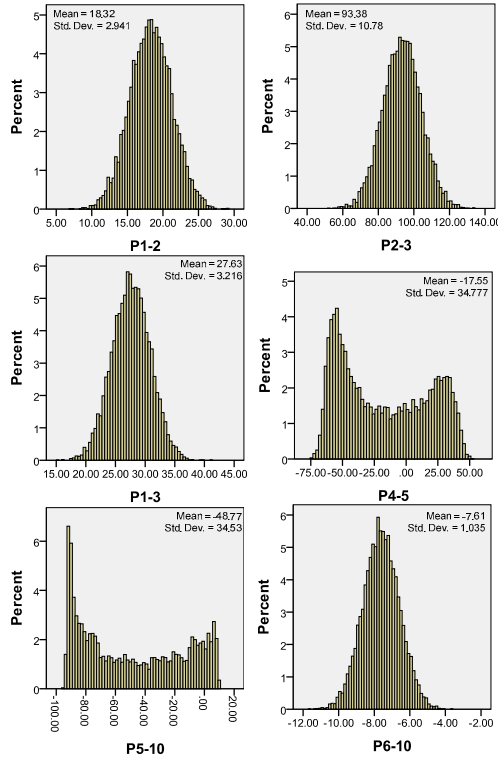 Mean = 18,32
Std. Dev. = 2.941
Percent
5
4
3
2
1
0
5.00 10.00 15.00 20.00 25.00 30.00
P1-2
Mean = 93,38
Std. Dev. = 10.78
Percent
6
5
4
3
2
1
0
40.00 60.00 80.00 100.00 120.00 140.00
P2-3
Mean = 27.63
Std. Dev. = 3.216
Percent
6
5
4
3
2
1
0
15.00 20.00 25.00 30.00 35.00 40.00 45.00
P1-3
Mean = -17.55
Std. Dev. = 34.777
Percent
5
4
3
2
1
0
-75.00 -50.00 -25.00 .00 25.00 50.00
P4-5
Mean = -48.77
Std. Dev. = 34,53
Percent
6
4
2
0
-100.00 -80.00 -60.00 -40.00 -20.00 .00 20.00
P5-10
Mean = -7,61
Std. Dev. = 1,035
Percent
6
5
4
3
2
1
0
-12.00 -10.00 -8.00 -6.00 -4.00 -2.00
P6-10